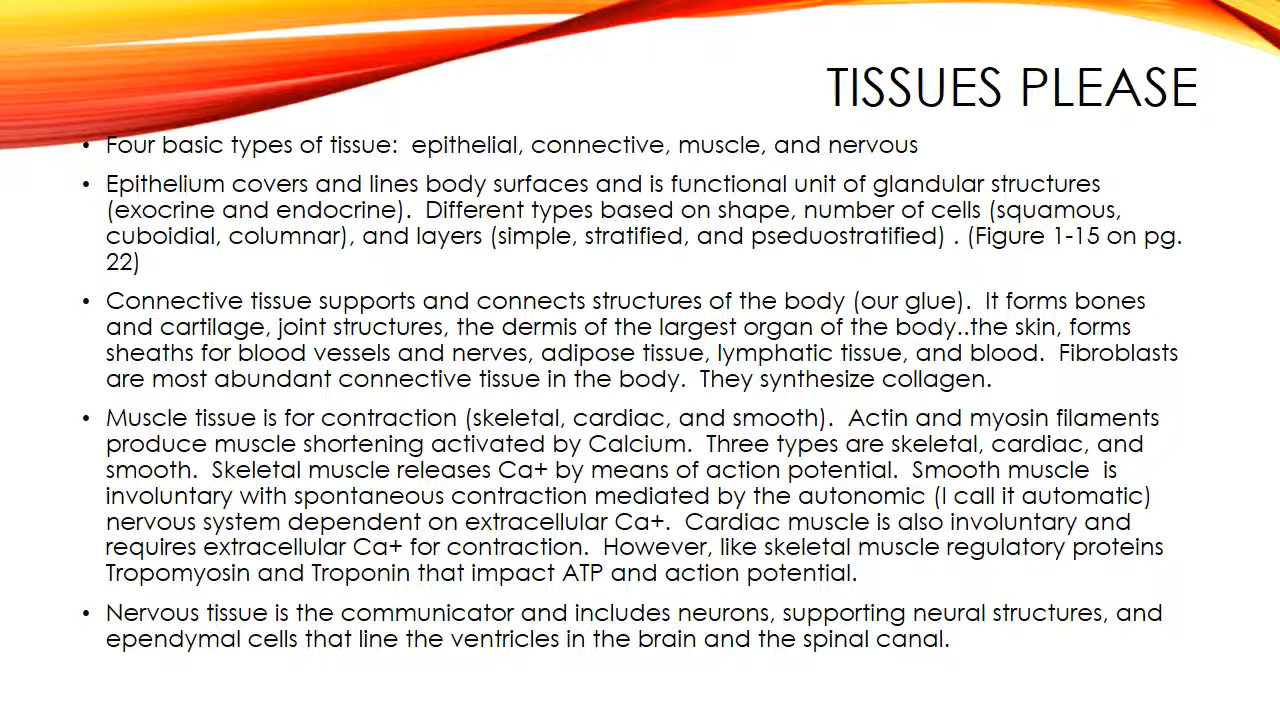 TISSUES PLEASE
• Four basic types of tissue:  epithelial, connective, muscle, and nervous
• Epithelium covers and lines body surfaces and is functional unit of glandular structures
(exocrine and endocrine).  Different types based on shape, number of cells (squamous,
cuboidial, columnar), and layers (simple, stratified, and pseduostratified) . (Figure 1-15 on pg.
22)
• Connective tissue supports and connects structures of the body (our glue).  It forms bones
and cartilage, joint structures, the dermis of the largest organ of the body..the skin, forms
sheaths for blood vessels and nerves, adipose tissue, lymphatic tissue, and blood.  Fibroblasts
are most abundant connective tissue in the body.  They synthesize collagen.
• Muscle tissue is for contraction (skeletal, cardiac, and smooth).  Actin and myosin filaments
produce muscle shortening activated by Calcium.  Three types are skeletal, cardiac, and
smooth.  Skeletal muscle releases Ca+ by means of action potential.  Smooth muscle  is
involuntary with spontaneous contraction mediated by the autonomic (I call it automatic)
nervous system dependent on extracellular Ca+.  Cardiac muscle is also involuntary and
requires extracellular Ca+ for contraction.  However, like skeletal muscle regulatory proteins
Tropomyosin and Troponin that impact ATP and action potential.
• Nervous tissue is the communicator and includes neurons, supporting neural structures, and
ependymal cells that line the ventricles in the brain and the spinal canal.